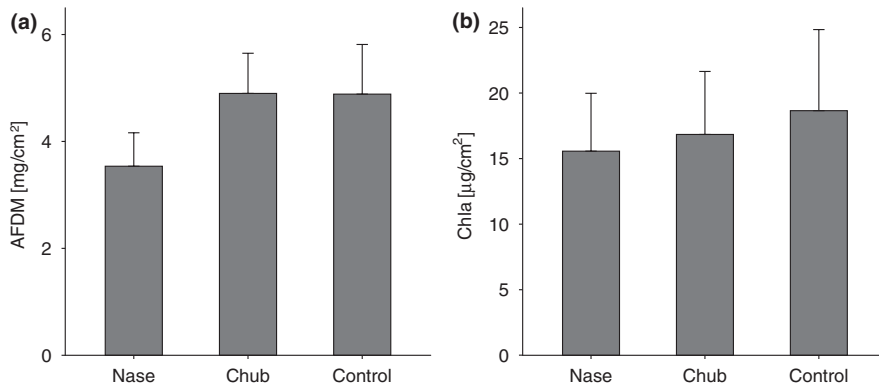 (a)
AFDM [mg/cm²]
6
4
2
0
Nase Chub Control
(b)
Chla [µg/cm²]
25
20
15
10
5
0
Nase Chub Control